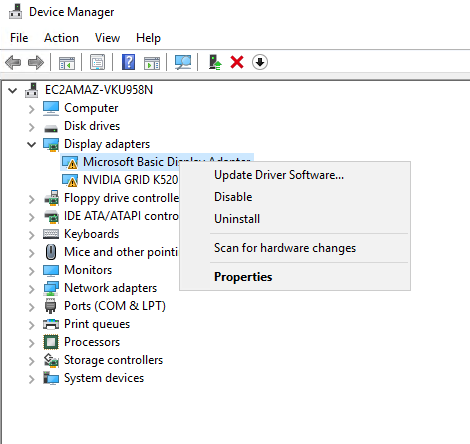 Device Manager
File Action View Help
EC2AMAZ-VKU958N
Computer
Disk drives
Display adapters
Microsoft Basic Display Adapter
NVIDIA GRID K520
Floppy drive controlle
IDE ATA/ATAPI contro
Keyboards
Mice and other pointi
Monitors
Network adapters
Ports (COM & LPT)
Print queues
Processors
Storage controllers
System devices
Update Driver Software...
Disable
Uninstall
Scan for hardware changes
Properties